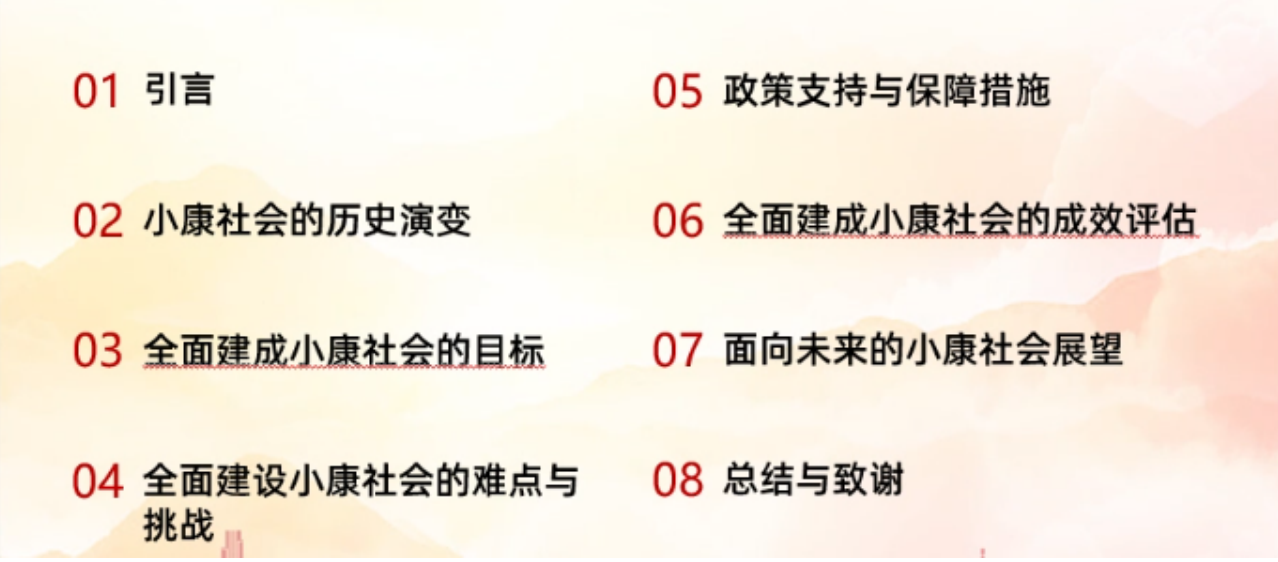 01 引言
02 小康社会的历史演变
03 全面建成小康社会的目标
04 全面建设小康社会的难点与
挑战
05 政策支持与保障措施
06 全面建成小康社会的成效评估
07 面向未来的小康社会展望
08 总结与致谢